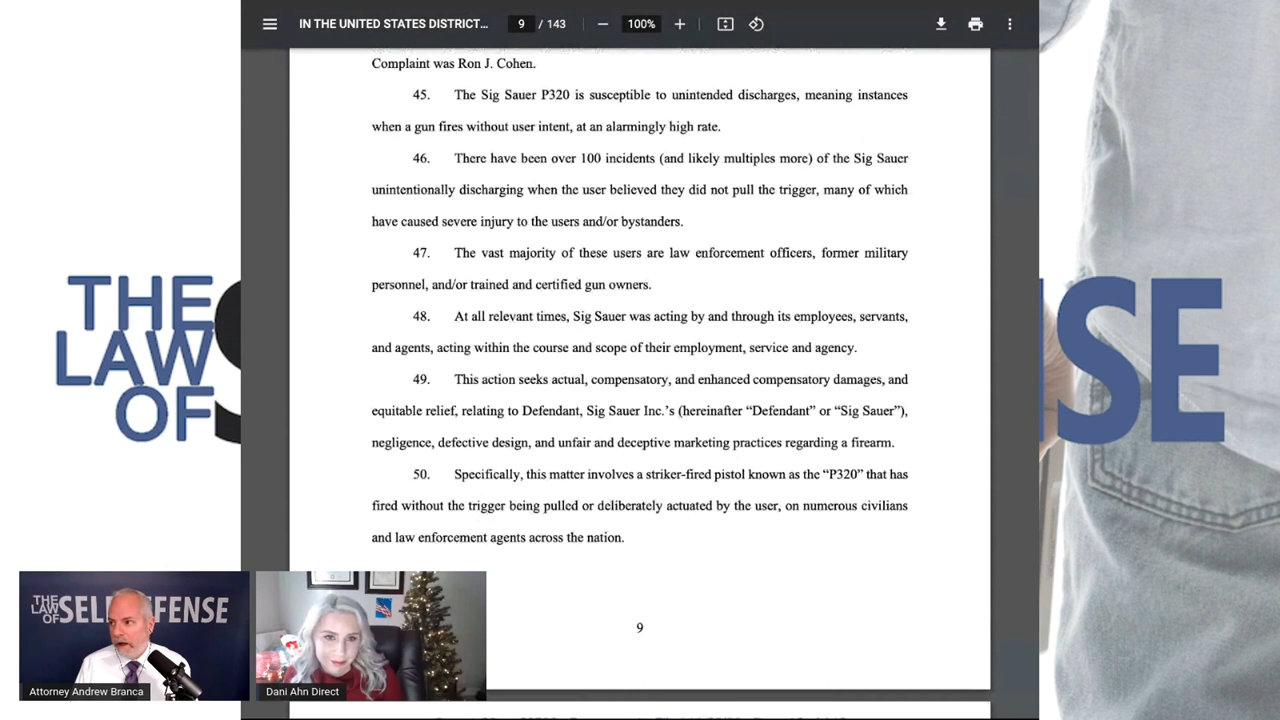 IN THE UNITED STATES DISTRICT...
9 / 143
100%
Complaint was Ron J. Cohen.
45. The Sig Sauer P320 is susceptible to unintended discharges, meaning instances
when a gun fires without user intent, at an alarmingly high rate.
46. There have been over 100 incidents (and likely multiples more) of the Sig Sauer
unintentionally discharging when the user believed they did not pull the trigger, many of which
have caused severe injury to the users and/or bystanders.
47. The vast majority of these users are law enforcement officers, former military
personnel, and/or trained and certified gun owners.
48. At all relevant times, Sig Sauer was acting by and through its employees, servants,
and agents, acting within the course and scope of their employment, service and agency.
49. This action seeks actual, compensatory, and enhanced compensatory damages, and
equitable relief, relating to Defendant, Sig Sauer Inc.’s (hereinafter “Defendant” or “Sig Sauer”),
negligence, defective design, and unfair and deceptive marketing practices regarding a firearm.
50. Specifically, this matter involves a striker-fired pistol known as the “P320” that has
fired without the trigger being pulled or deliberately actuated by the user, on numerous civilians
and law enforcement agents across the nation.
9
THE
LAW
OF
S
NSE
THE
LAW
OF
SEL
EFENSE
Attorney Andrew Branca
Dani Ahn Direct